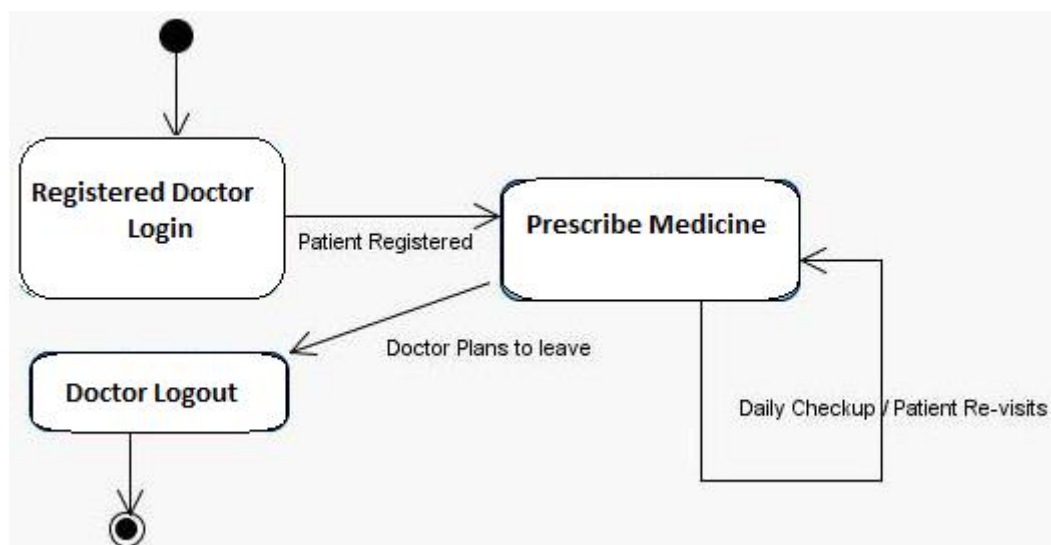 Registered Doctor
Login
Patient Registered
Prescribe Medicine
Doctor Plans to leave
Doctor Logout
Daily Checkup / Patient Re-visits